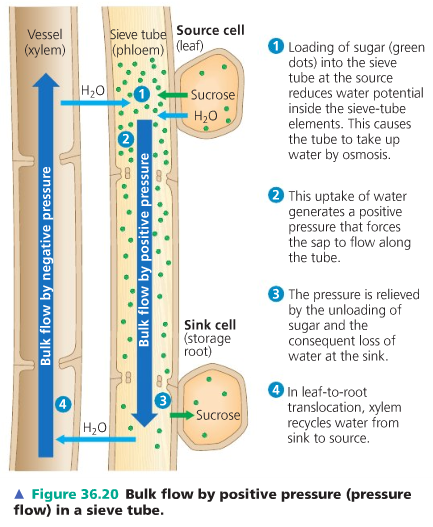 Vessel
(xylem)
Sieve tube
(phloem)
Source cell
(leaf)
H₂O
1
Sucrose
H₂O
2
Bulk flow by negative pressure
Bulk flow by positive pressure
Sink cell
(storage
root)
4
3
Sucrose
H₂O
1 Loading of sugar (green
dots) into the sieve
tube at the source
reduces water potential
inside the sieve-tube
elements. This causes
the tube to take up
water by osmosis.
2 This uptake of water
generates a positive
pressure that forces
the sap to flow along
the tube.
3 The pressure is relieved
by the unloading of
sugar and the
consequent loss of
water at the sink.
4 In leaf-to-root
translocation, xylem
recycles water from
sink to source.
▲ Figure 36.20 Bulk flow by positive pressure (pressure
flow) in a sieve tube.